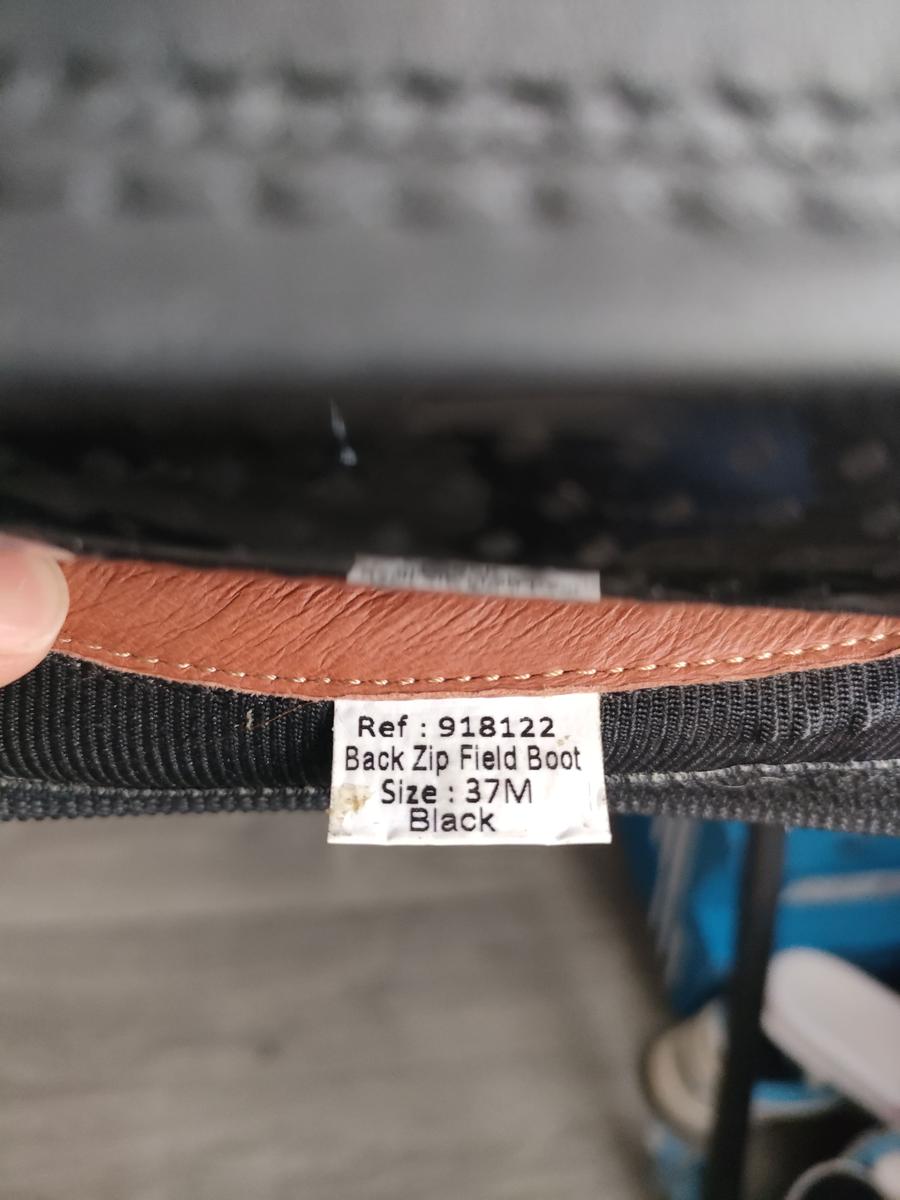 Ref : 918122
Back Zip Field Boot
Size : 37M
Black